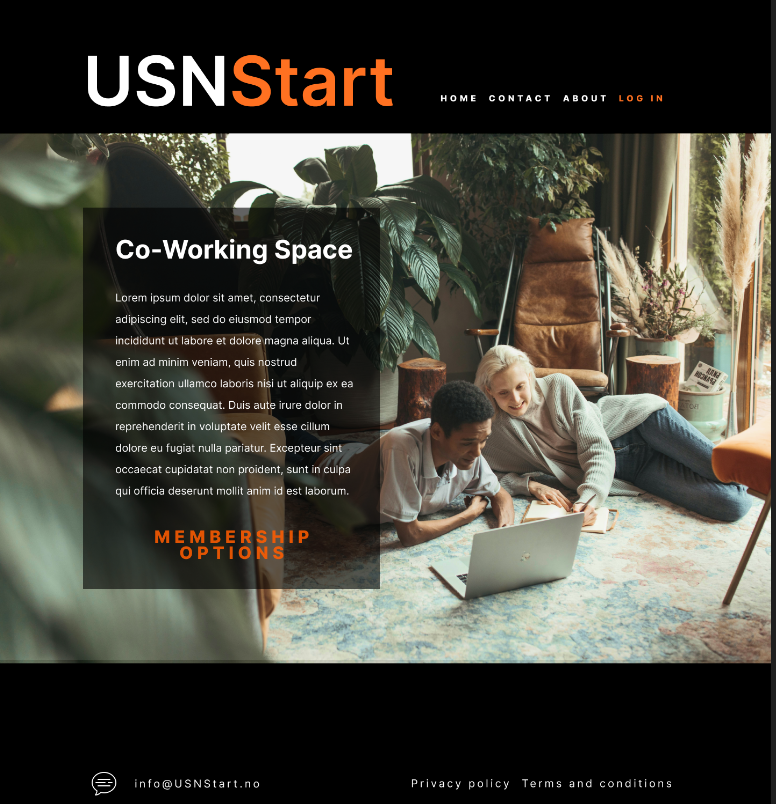 USNStart
HOME CONTACT ABOUT LOG IN
Co-Working Space
Lorem ipsum dolor sit amet, consectetur
adipiscing elit, sed do eiusmod tempor
incididunt ut labore et dolore magna aliqua. Ut
enim ad minim veniam, quis nostrud
exercitation ullamco laboris nisi ut aliquip ex ea
commodo consequat. Duis aute irure dolor in
reprehenderit in voluptate velit esse cillum
dolore eu fugiat nulla pariatur. Excepteur sint
occaecat cupidatat non proident, sunt in culpa
qui officia deserunt mollit anim id est laborum.
MEMBERSHIP
OPTIONS
info@USNStart.no
Privacy policy Terms and conditions